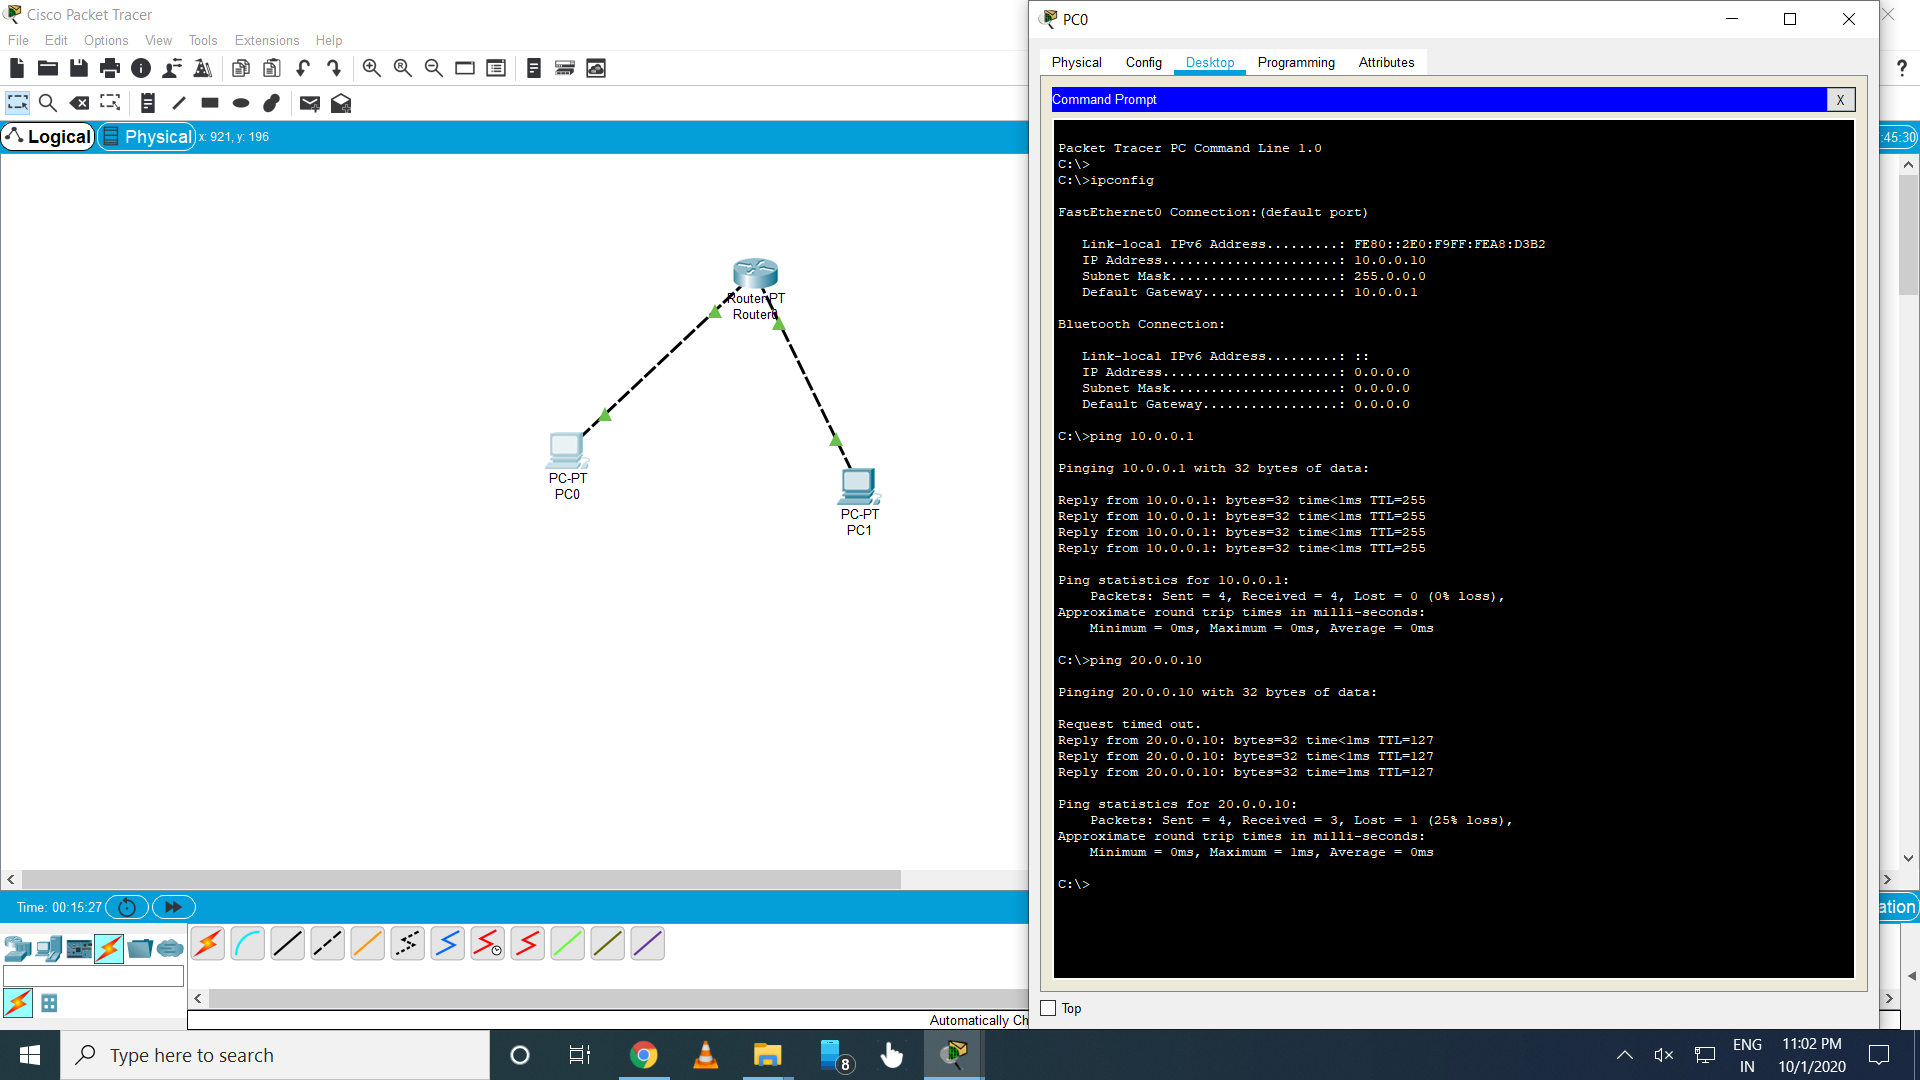 Cisco Packet Tracer
File Edit Options View Tools Extensions Help
Logical Physical x: 921, y: 196
:45:30
Router-PT
Router0
PC-PT
PC0
PC-PT
PC1
Time: 00:15:27
ation
Automatically Ch
Top
PC0
Physical Config Desktop Programming Attributes
Command Prompt X
Packet Tracer PC Command Line 1.0
C:\>
C:\>ipconfig
FastEthernet0 Connection:(default port)
Link-local IPv6 Address.........: FE80::2E0:F9FF:FEA8:D3B2
IP Address......................: 10.0.0.10
Subnet Mask.....................: 255.0.0.0
Default Gateway.................: 10.0.0.1
Bluetooth Connection:
Link-local IPv6 Address.........: ::
IP Address......................: 0.0.0.0
Subnet Mask.....................: 0.0.0.0
Default Gateway.................: 0.0.0.0
C:\>ping 10.0.0.1
Pinging 10.0.0.1 with 32 bytes of data:
Reply from 10.0.0.1: bytes=32 time<1ms TTL=255
Reply from 10.0.0.1: bytes=32 time<1ms TTL=255
Reply from 10.0.0.1: bytes=32 time<1ms TTL=255
Reply from 10.0.0.1: bytes=32 time<1ms TTL=255
Ping statistics for 10.0.0.1:
Packets: Sent = 4, Received = 4, Lost = 0 (0% loss),
Approximate round trip times in milli-seconds:
Minimum = 0ms, Maximum = 0ms, Average = 0ms
C:\>ping 20.0.0.10
Pinging 20.0.0.10 with 32 bytes of data:
Request timed out.
Reply from 20.0.0.10: bytes=32 time<1ms TTL=127
Reply from 20.0.0.10: bytes=32 time<1ms TTL=127
Reply from 20.0.0.10: bytes=32 time=1ms TTL=127
Ping statistics for 20.0.0.10:
Packets: Sent = 4, Received = 3, Lost = 1 (25% loss),
Approximate round trip times in milli-seconds:
Minimum = 0ms, Maximum = 1ms, Average = 0ms
C:\>
Type here to search
8
ENG
IN
11:02 PM
10/1/2020